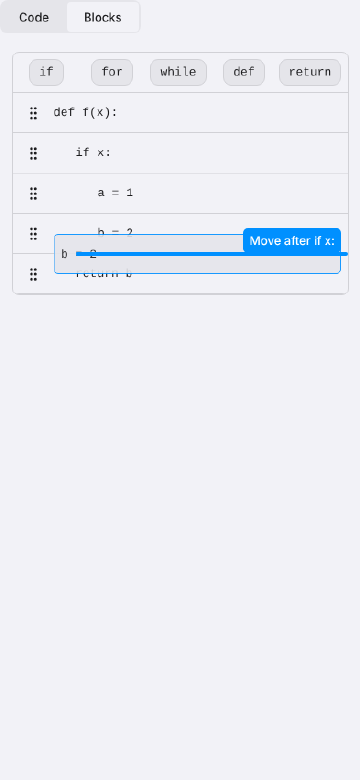 Code Blocks
if for while def return
def f(x):
if x:
a = 1
b = 2
Move after if x:
b = 2
return b